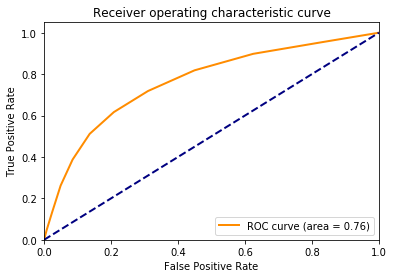 Receiver operating characteristic curve
1.0
0.8
0.6
0.4
0.2
0.0
True Positive Rate
ROC curve (area = 0.76)
0.0 0.2 0.4 0.6 0.8 1.0
False Positive Rate